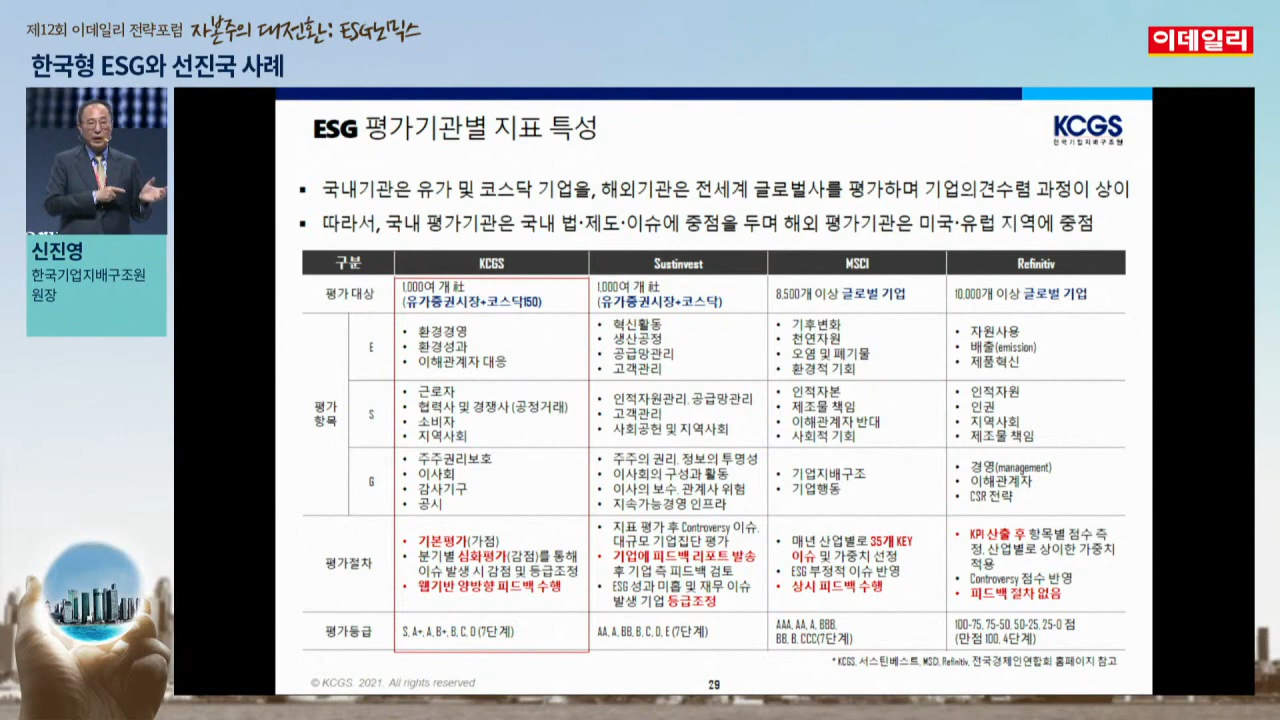 제12회 이데일리 전략포럼 자본주의 대전환: ESG노믹스
이데일리
한국형 ESG와 선진국 사례
신진영
한국기업지배구조원
원장
ESG 평가기관별 지표 특성
KCGS
한국기업지배구조원
▪ 국내기관은 유가 및 코스닥 기업을, 해외기관은 전세계 글로벌사를 평가하며 기업의견수렴 과정이 상이
▪ 따라서, 국내 평가기관은 국내 법·제도·이슈에 중점을 두며 해외 평가기관은 미국·유럽 지역에 중점
구분 KCGS Sustinvest MSCI Refinitiv
평가 대상
1,000여 개 社
(유가증권시장+코스닥150)
1,000여 개 社
(유가증권시장+코스닥)
8,500개 이상 글로벌 기업
10,000개 이상 글로벌 기업
평가
항목
E
• 환경경영
• 환경성과
• 이해관계자 대응
• 혁신활동
• 생산공정
• 공급망관리
• 고객관리
• 기후변화
• 천연자원
• 오염 및 폐기물
• 환경적 기회
• 자원사용
• 배출(emission)
• 제품혁신
S
• 근로자
• 협력사 및 경쟁사 (공정거래)
• 소비자
• 지역사회
• 인적자원관리, 공급망관리
• 고객관리
• 사회공헌 및 지역사회
• 인적자본
• 제조물 책임
• 이해관계자 반대
• 사회적 기회
• 인적자원
• 인권
• 지역사회
• 제조물 책임
G
• 주주권리보호
• 이사회
• 감사기구
• 공시
• 주주의 권리, 정보의 투명성
• 이사회의 구성과 활동
• 이사의 보수, 관계사 위험
• 지속가능경영 인프라
• 기업지배구조
• 기업행동
• 경영(management)
• 이해관계자
• CSR 전략
평가절차
• 기본평가(가점)
• 분기별 심화평가(감점)를 통해
이슈 발생 시 감점 및 등급조정
• 웹기반 양방향 피드백 수행
• 지표 평가 후 Controversy 이슈,
대규모 기업집단 평가
• 기업에 피드백 리포트 발송
후 기업 측 피드백 검토
• ESG 성과 미흡 및 재무 이슈
발생 기업 등급조정
• 매년 산업별로 35개 KEY
이슈 및 가중치 선정
• ESG 부정적 이슈 반영
• 상시 피드백 수행
• KPI 산출 후 항목별 점수 측
정, 산업별로 상이한 가중치
적용
• Controversy 점수 반영
• 피드백 절차 없음
평가등급
S, A+, A, B+, B, C, D (7단계)
AA, A, BB, B, C, D, E (7단계)
AAA, AA, A, BBB,
BB, B, CCC(7단계)
100-75, 75-50, 50-25, 25-0 점
(만점 100, 4단계)
* KCGS, 서스틴베스트, MSCI, Refinitiv, 전국경제인연합회 홈페이지 참고
© KCGS. 2021. All rights reserved
29